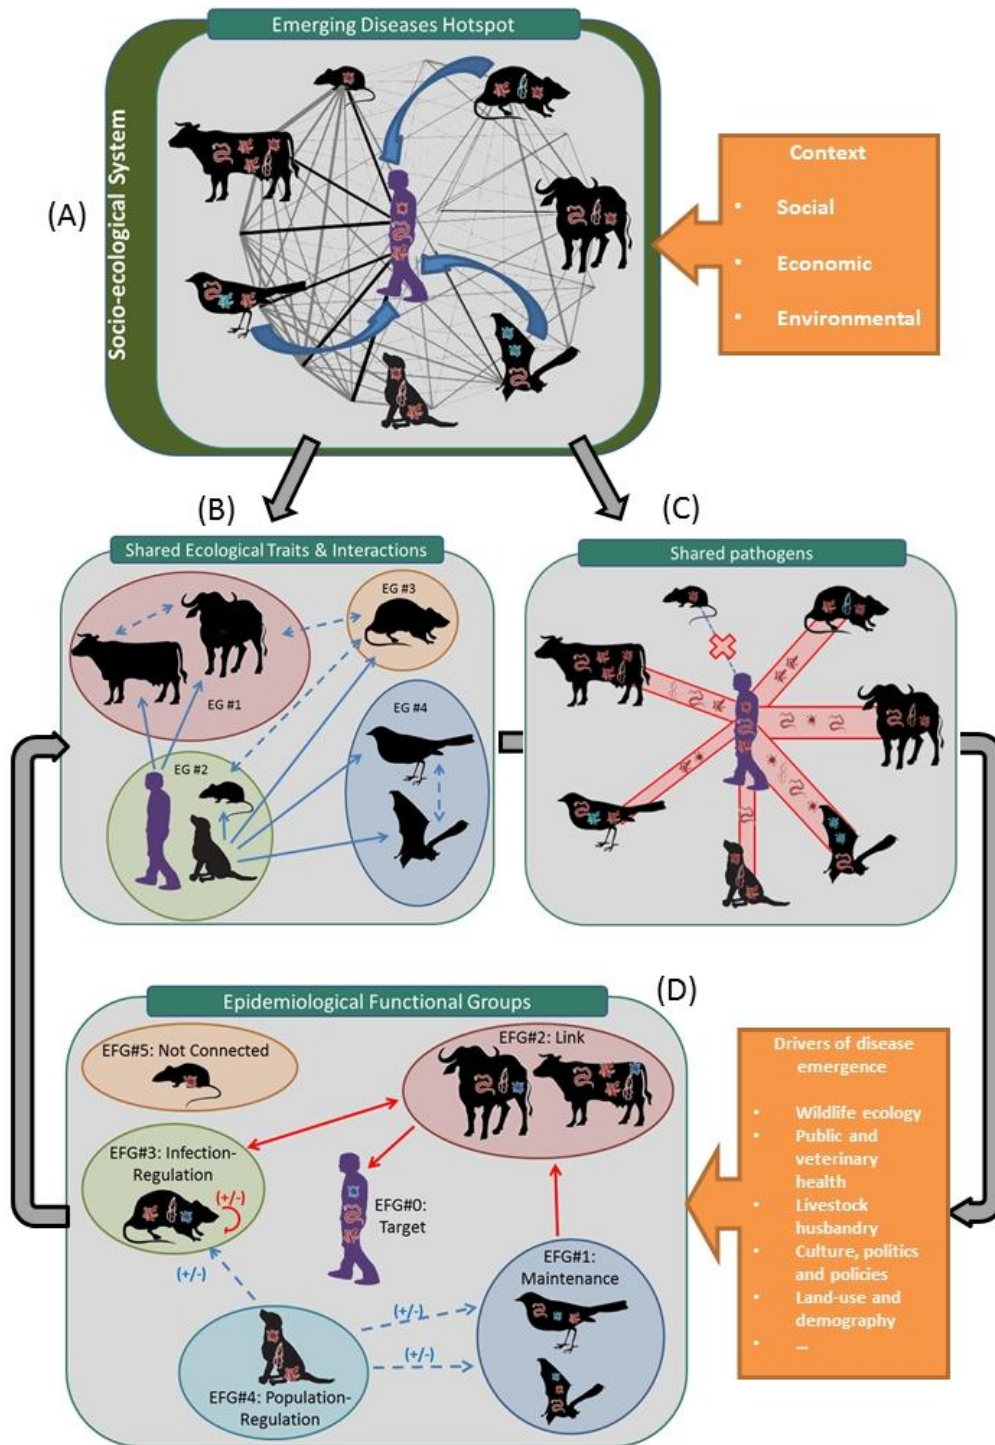 Emerging Diseases Hotspot
Socio-ecological System
(A)
Context
• Social
• Economic
• Environmental
(B)
Shared Ecological Traits & Interactions
EG #3
EG #1
EG #4
EG #2
(C)
Shared pathogens
(D)
Epidemiological Functional Groups
EFG#5: Not Connected
EFG#2: Link
EFG#3: Infection-
Regulation
(+/-)
EFG#0:
Target
(+/-)
EFG#1:
Maintenance
(+/-)
(+/-)
EFG#4: Population-
Regulation
Drivers of disease
emergence
• Wildlife ecology
• Public and
veterinary
health
• Livestock
husbandry
• Culture, politics
and policies
• Land-use and
demography
• ...